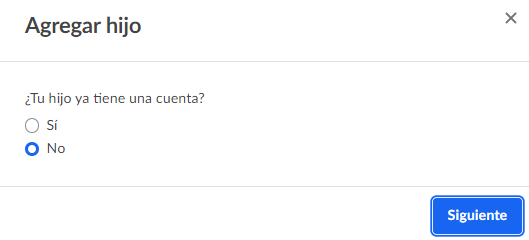 Agregar hijo
¿Tu hijo ya tiene una cuenta?
Sí
No
Siguiente